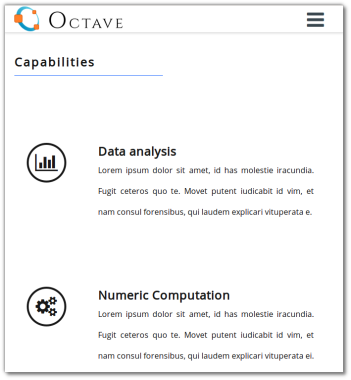 Octave
Capabilities
Data analysis
Lorem ipsum dolor sit amet, id has molestie iracundia.
Fugit ceteros quo te. Movet putent iudicabit id vim, et
nam consul forensibus, qui laudem explicari vituperata e.
Numeric Computation
Lorem ipsum dolor sit amet, id has molestie iracundia.
Fugit ceteros quo te. Movet putent iudicabit id vim, et
nam consul forensibus, qui laudem explicari vituperata ei.